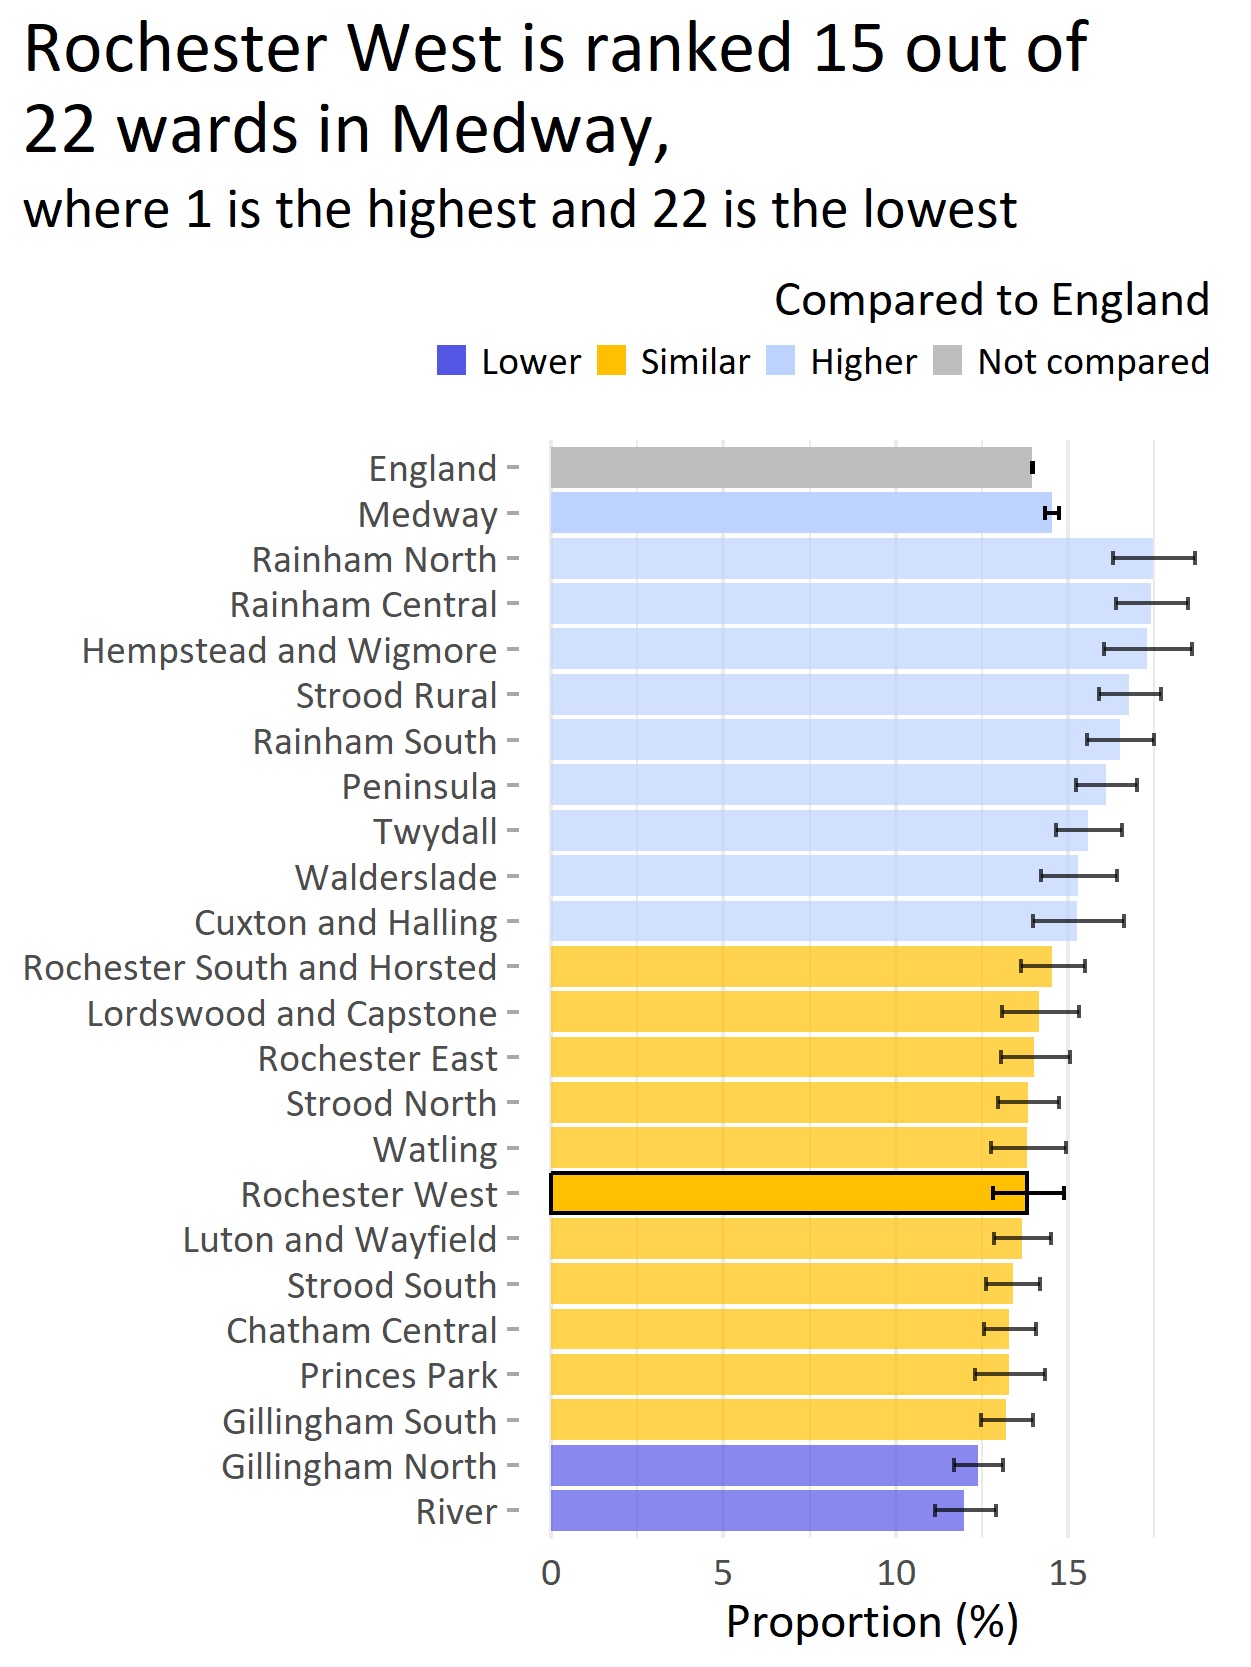 Rochester West is ranked 15 out of
22 wards in Medway,
where 1 is the highest and 22 is the lowest
Compared to England
Lower Similar Higher Not compared
England
Medway
Rainham North
Rainham Central
Hempstead and Wigmore
Strood Rural
Rainham South
Peninsula
Twydall
Walderslade
Cuxton and Halling
Rochester South and Horsted
Lordswood and Capstone
Rochester East
Strood North
Watling
Rochester West
Luton and Wayfield
Strood South
Chatham Central
Princes Park
Gillingham South
Gillingham North
River
0 5 10 15
Proportion (%)